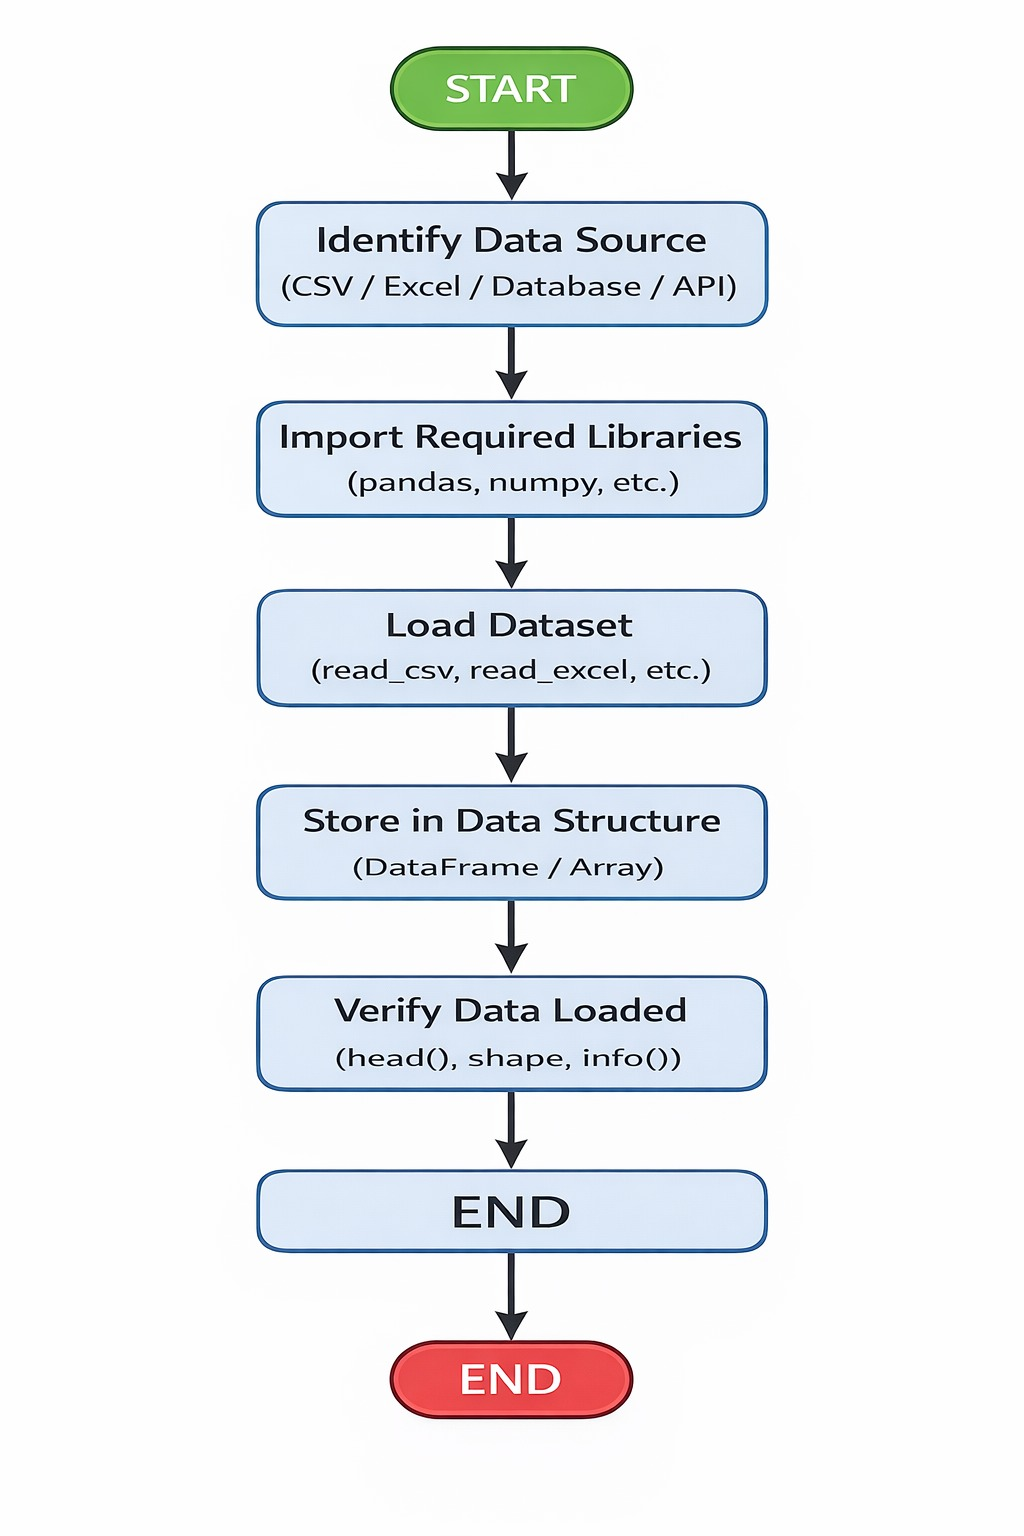 START
Identify Data Source
(CSV / Excel / Database / API)
Import Required Libraries
(pandas, numpy, etc.)
Load Dataset
(read_csv, read_excel, etc.)
Store in Data Structure
(DataFrame / Array)
Verify Data Loaded
(head(), shape, info())
END
END